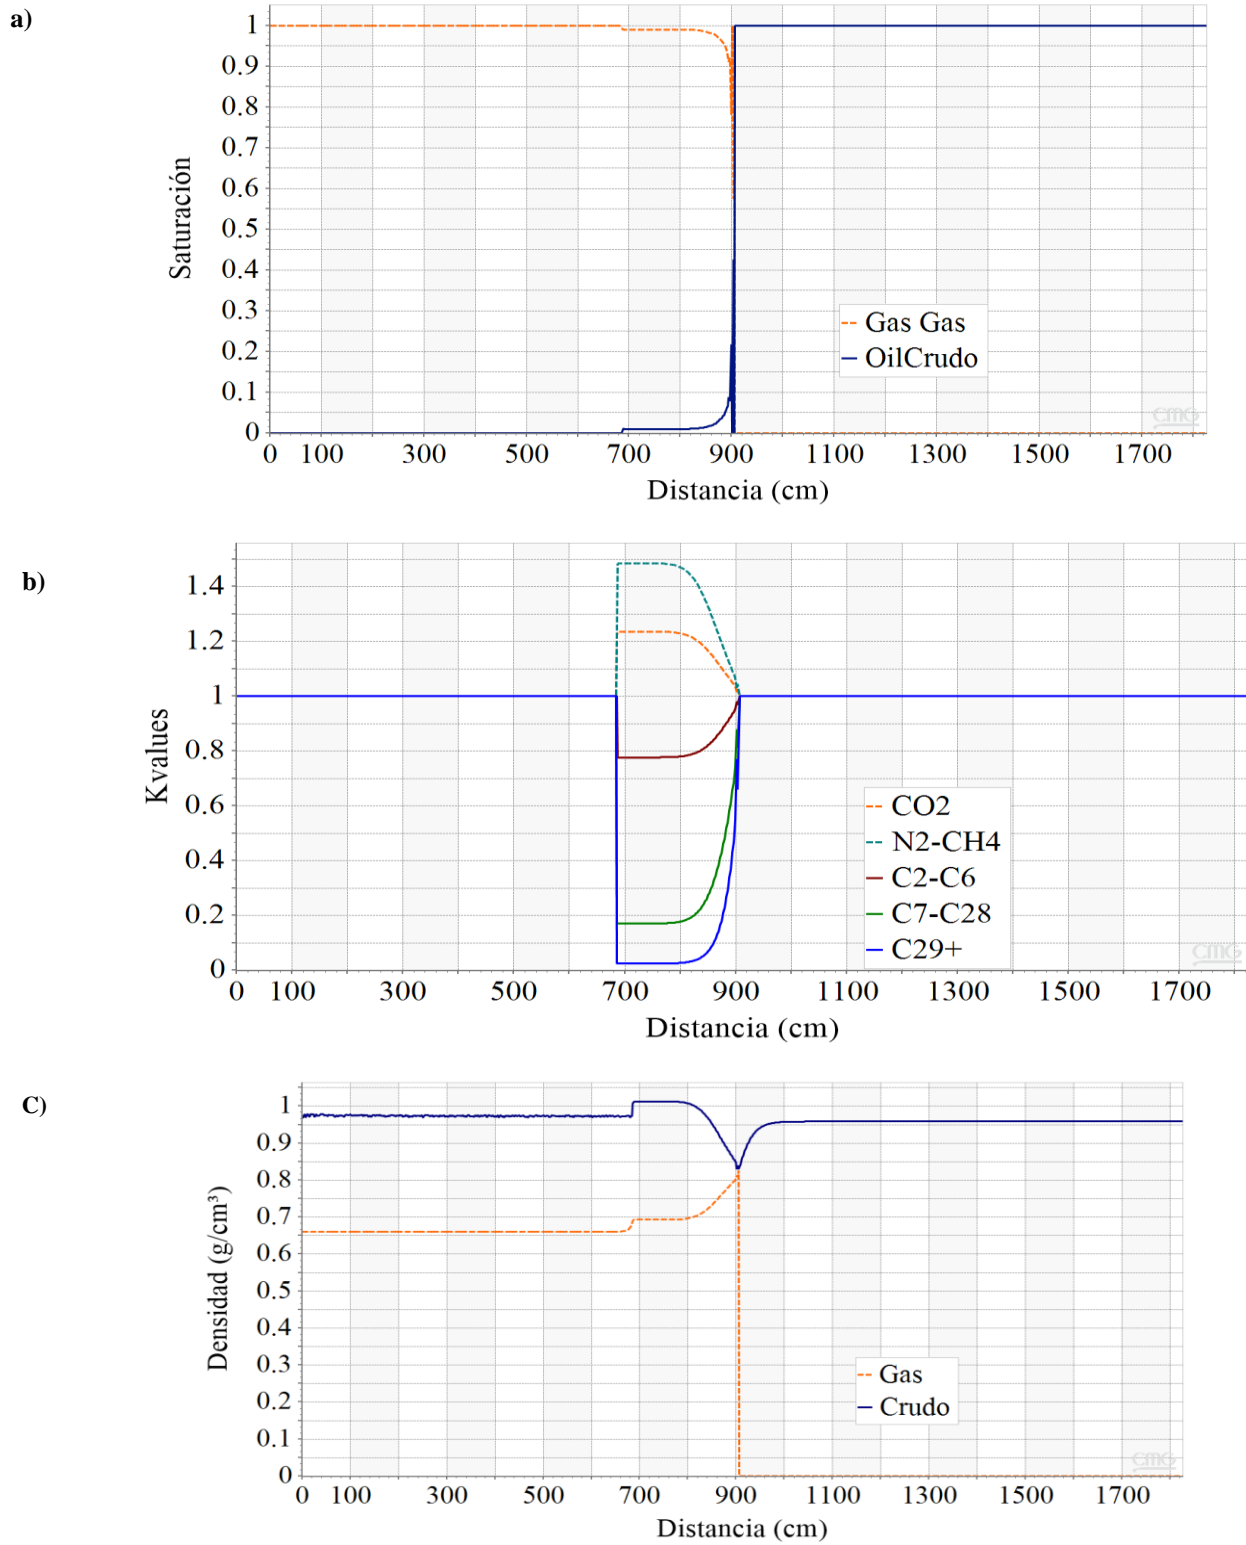 a)
1
0.9
0.8
0.7
0.6
0.5
0.4
0.3
0.2
0.1
0
Saturación
Gas Gas
OilCrudo
CMG
0 100 300 500 700 900 1100 1300 1500 1700
Distancia (cm)
b)
1.4
1.2
1
0.8
0.6
0.4
0.2
0
Kvalues
CO2
N2-CH4
C2-C6
C7-C28
C29+
CMG
0 100 300 500 700 900 1100 1300 1500 1700
Distancia (cm)
C)
1
0.9
0.8
0.7
0.6
0.5
0.4
0.3
0.2
0.1
0
Densidad (g/cm³)
Gas
Crudo
CMG
0 100 300 500 700 900 1100 1300 1500 1700
Distancia (cm)